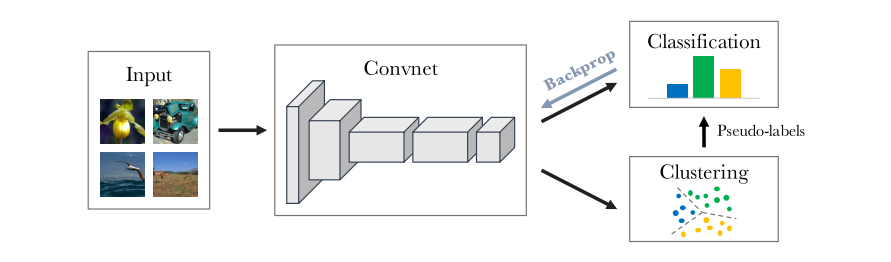 Input
Convnet
Backprop
Classification
Pseudo-labels
Clustering